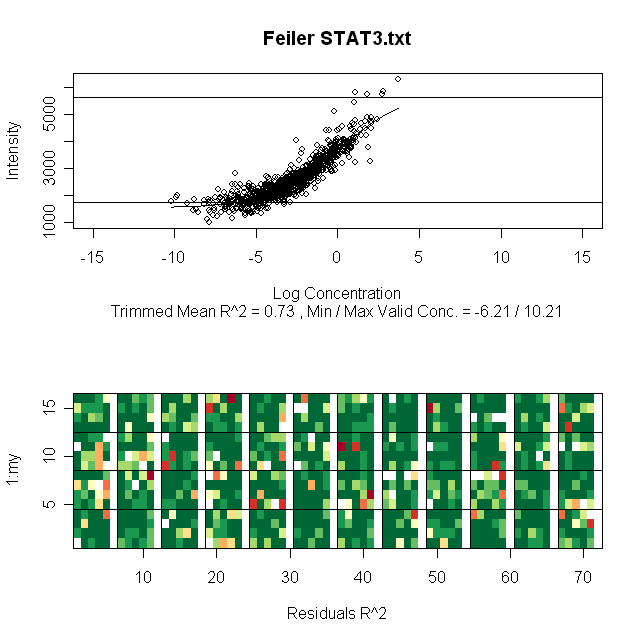 Feiler STAT3.txt
Intensity
5000
3000
1000
-15 -10 -5 0 5 10 15
Log Concentration
Trimmed Mean R^2 = 0.73 , Min / Max Valid Conc. = -6.21 / 10.21
1:my
15
10
5
10 20 30 40 50 60 70
Residuals R^2